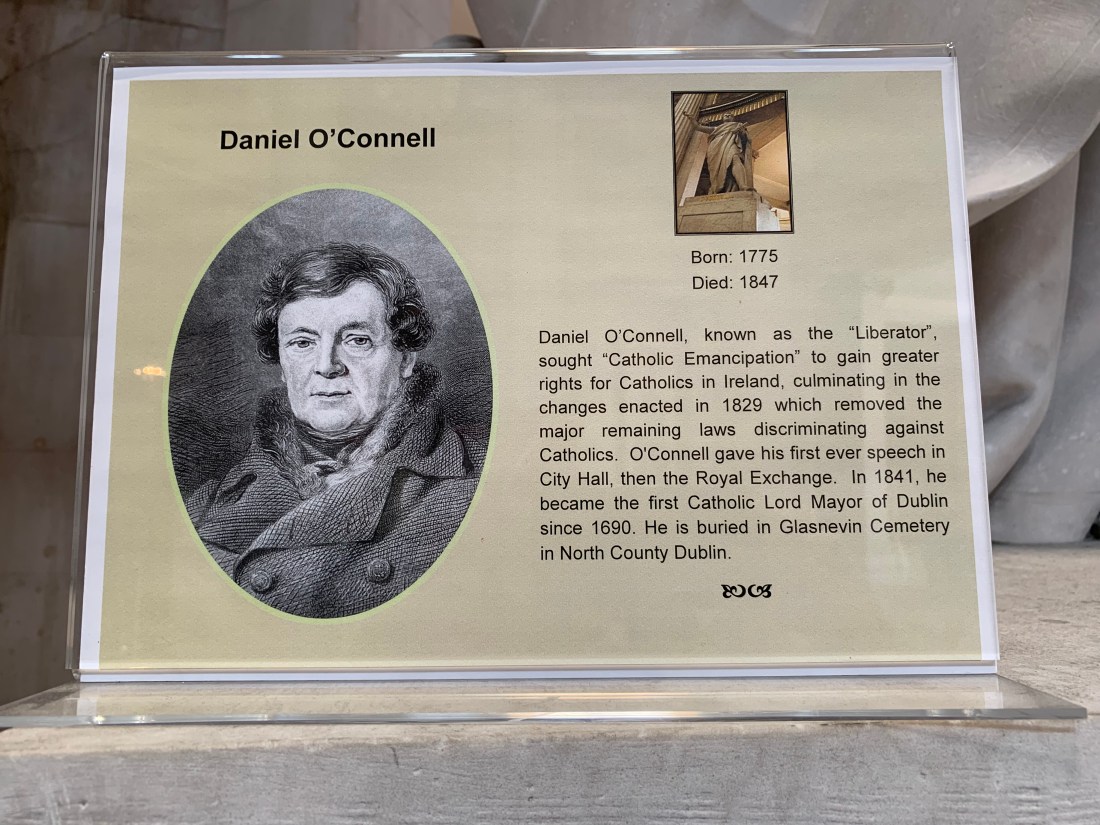 Daniel O’Connell
Born: 1775
Died: 1847
Daniel O’Connell, known as the “Liberator”,
sought “Catholic Emancipation” to gain greater
rights for Catholics in Ireland, culminating in the
changes enacted in 1829 which removed the
major remaining laws discriminating against
Catholics. O'Connell gave his first ever speech in
City Hall, then the Royal Exchange. In 1841, he
became the first Catholic Lord Mayor of Dublin
since 1690. He is buried in Glasnevin Cemetery
in North County Dublin.